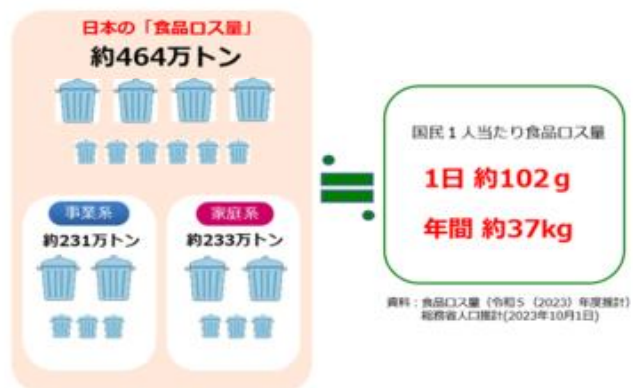 日本の「食品ロス量」
約464万トン
事業系
約231万トン
家庭系
約233万トン
≒
国民１人当たり食品ロス量
1日 約102g
年間 約37kg
資料：食品ロス量（令和５（2023）年度推計）
総務省人口推計(2023年10月1日)